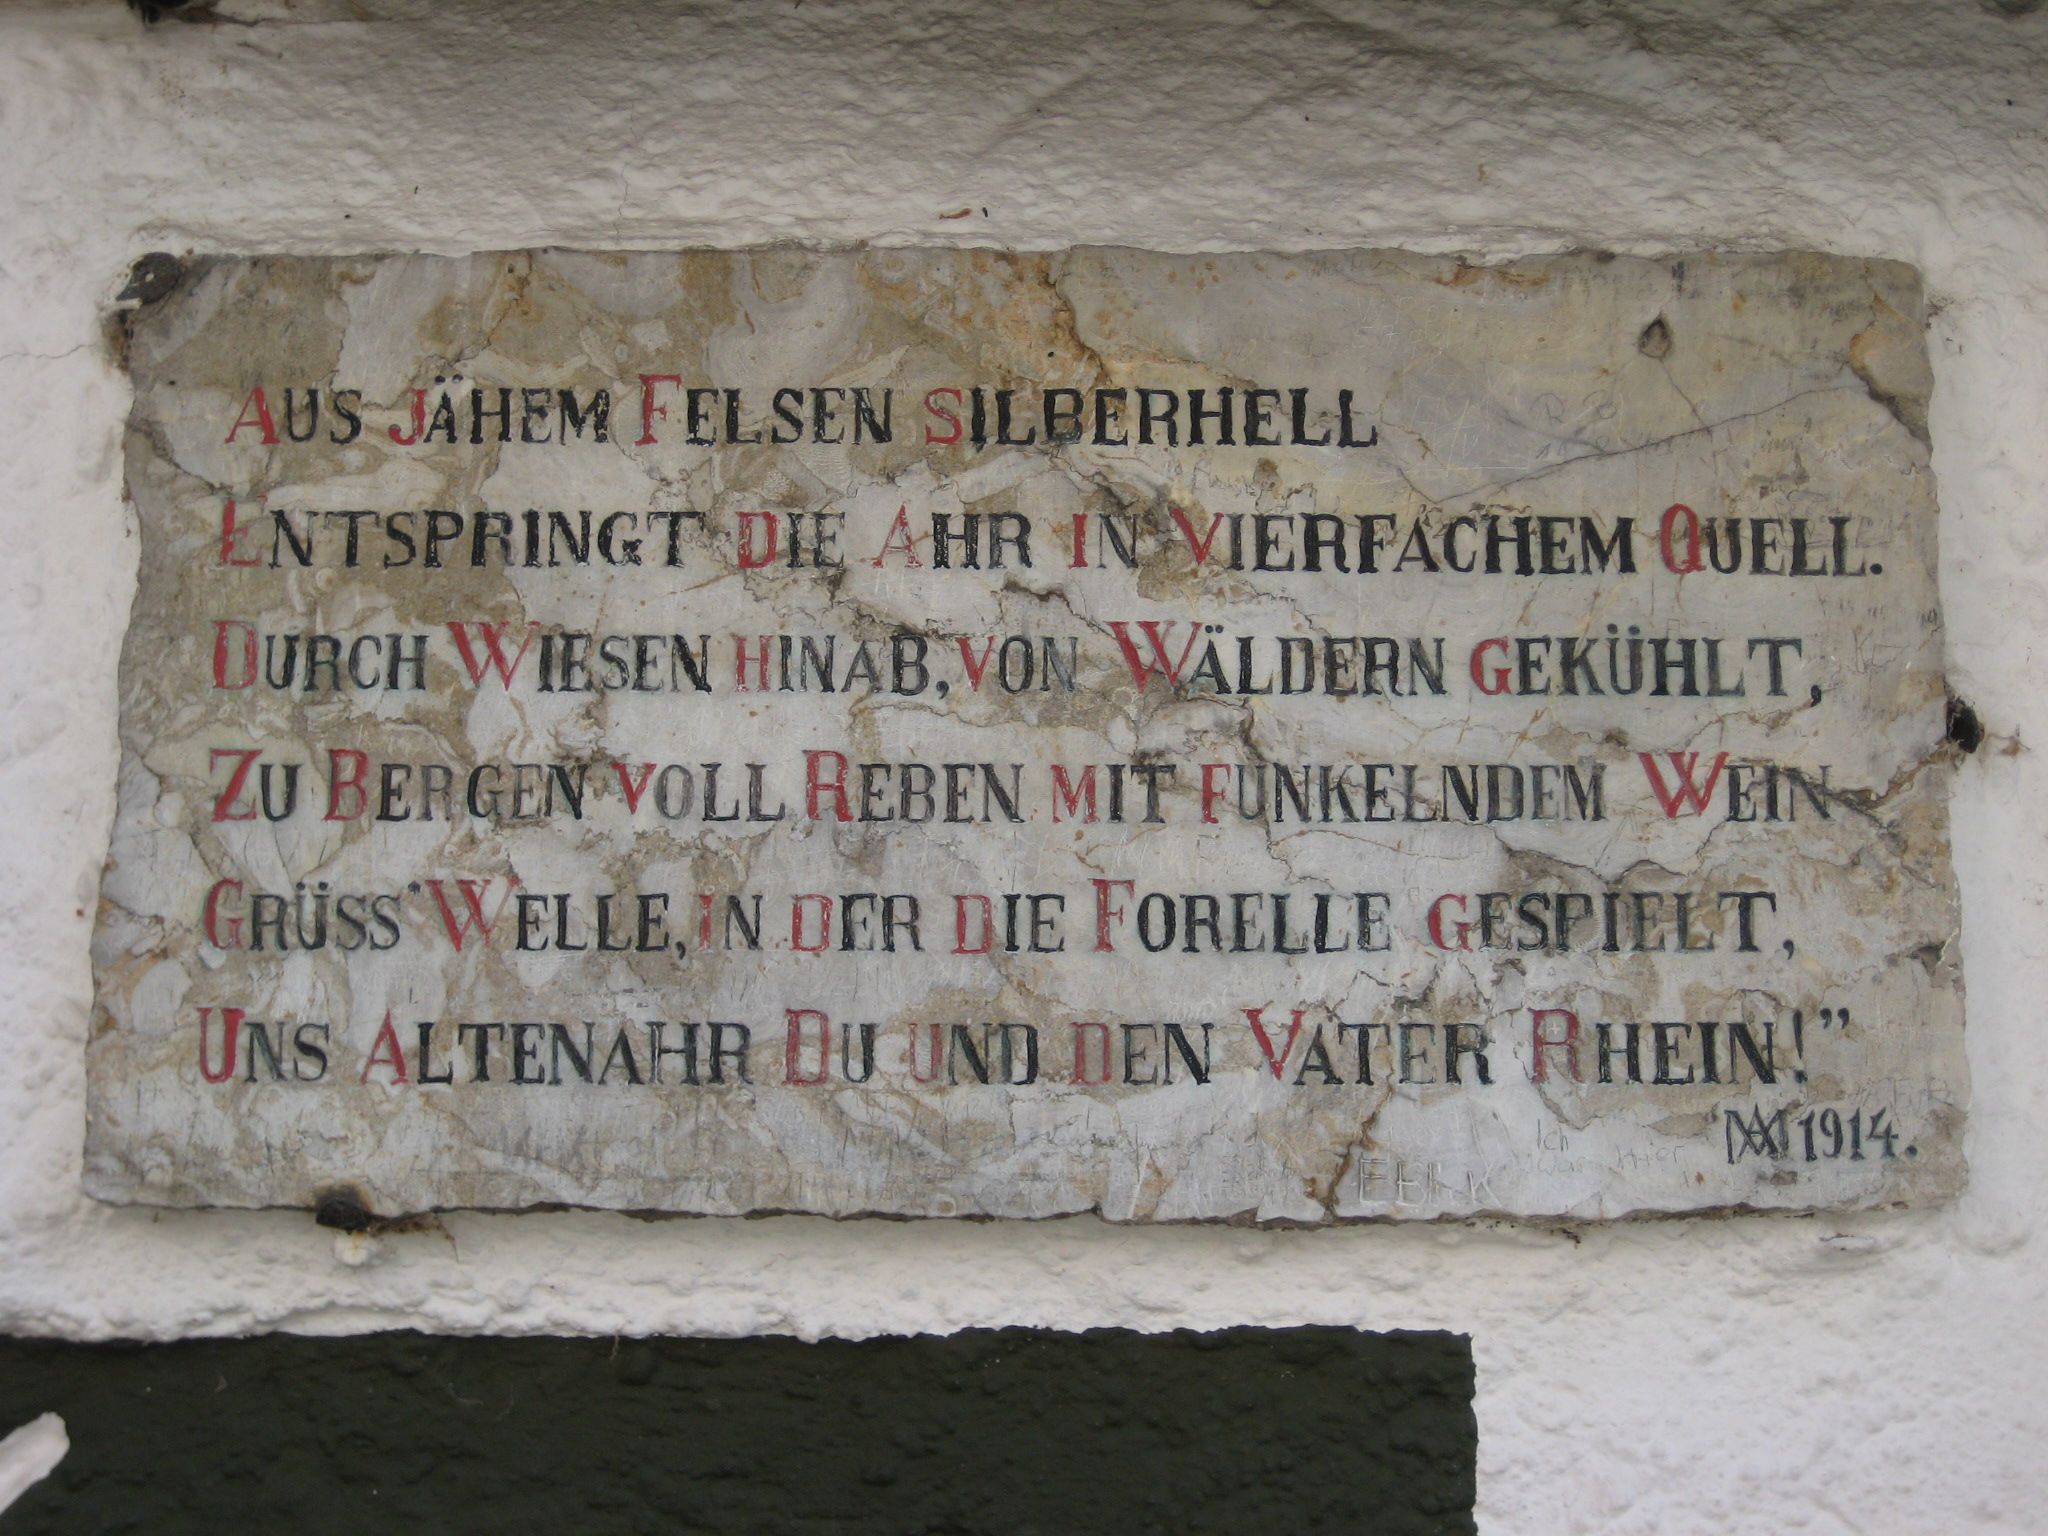 AUS JÄHEM FELSEN SILBERHELL
ENTSPRINGT DIE AHR IN VIERFACHEM QUELL.
DURCH WIESEN HINAB, VON WÄLDERN GEKÜHLT,
ZU BERGEN VOLL REBEN MIT FUNKELNDEM WEIN
GRÜSS' WELLE, IN DER DIE FORELLE GESPIELT,
UNS ALTENAHR DU UND DEN VATER RHEIN!”
1914.
Ich
war Hier